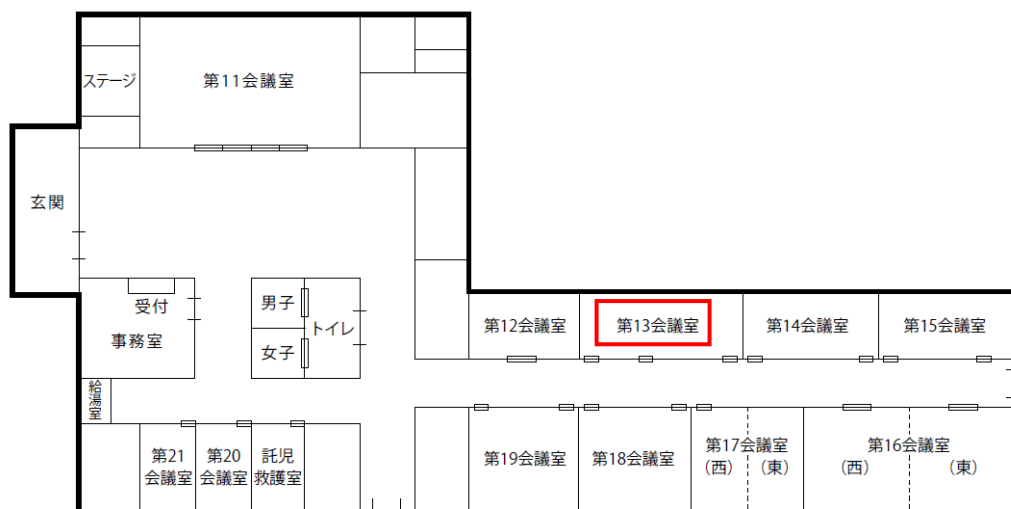 ステージ
第11会議室
玄関
受付
事務室
男子
女子
トイレ
第12会議室
第13会議室
第14会議室
第15会議室
給湯室
第21
会議室
第20
会議室
託児
救護室
第19会議室
第18会議室
第17会議室
（西）
（東）
第16会議室
（西）
（東）